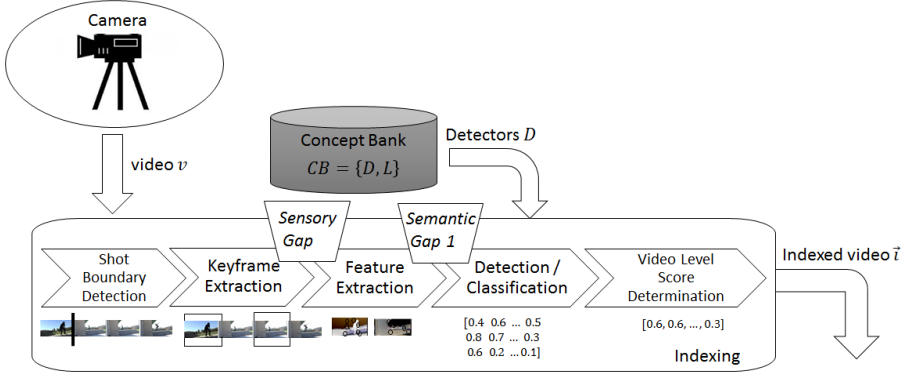 Camera
video v
Concept Bank
CB = {D, L}
Detectors D
Sensory
Gap
Semantic
Gap 1
Shot
Boundary
Detection
Keyframe
Extraction
Feature
Extraction
Detection /
Classification
Video Level
Score
Determination
Indexed video i⃗
[0.4 0.6 ... 0.5
0.8 0.7 ... 0.3
0.6 0.2 ... 0.1]
[0.6, 0.6, ..., 0.3]
Indexing